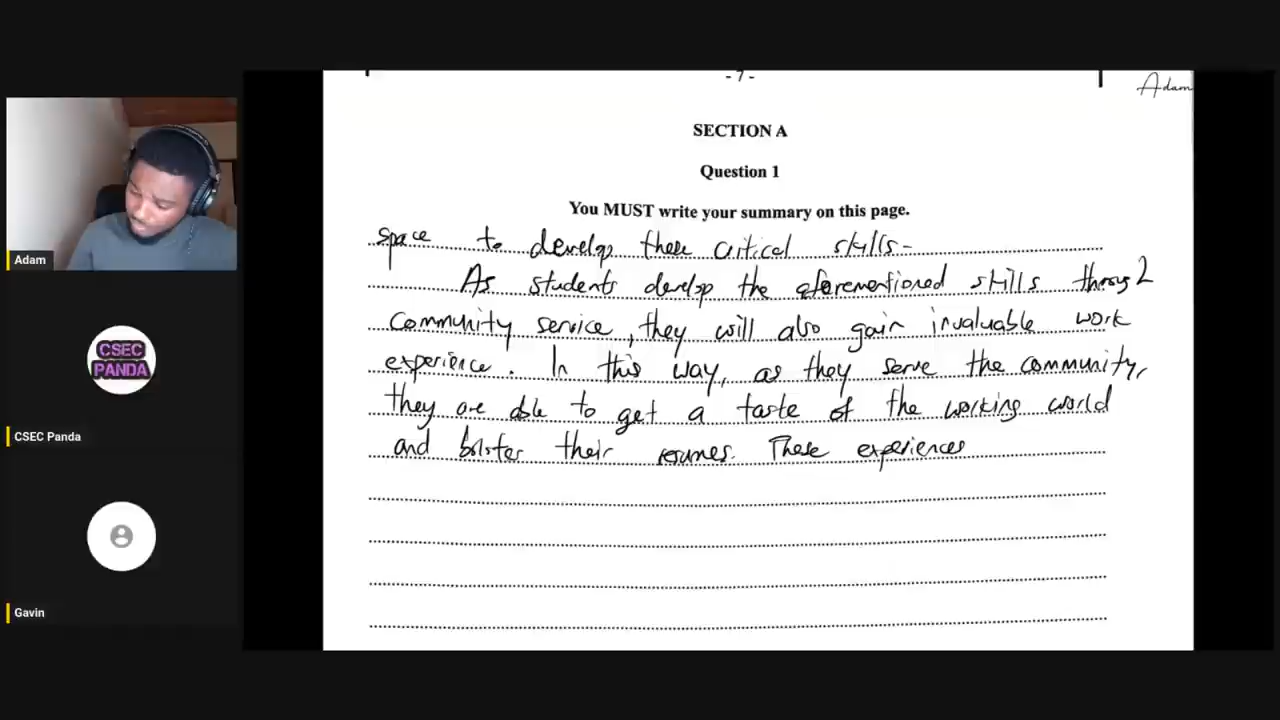 - 7 -
Adam
SECTION A
Question 1
You MUST write your summary on this page.
space to develop these critical skills.
As students develop the aforementioned skills through
community service, they will also gain invaluable work
experience. In this way, as they serve the community,
they are able to get a taste of the working world
and bolster their resumes. These experiences
Adam
CSEC
PANDA
CSEC Panda
Gavin